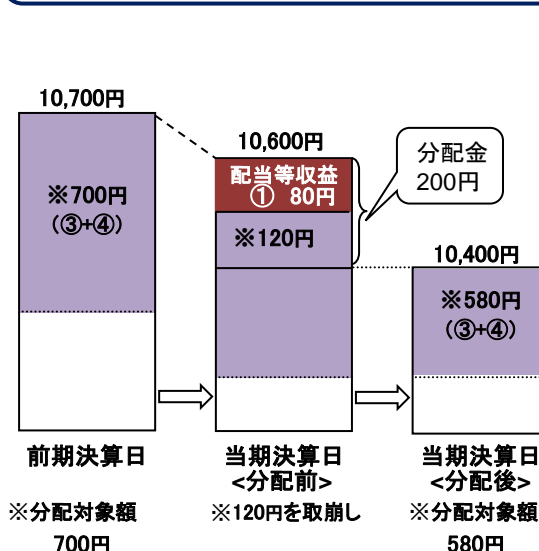 10,700円
※700円
(③+④)
前期決算日
※分配対象額
700円
10,600円
配当等収益
① 80円
※120円
分配金
200円
当期決算日
<分配前>
※120円を取崩し
10,400円
※580円
(③+④)
当期決算日
<分配後>
※分配対象額
580円